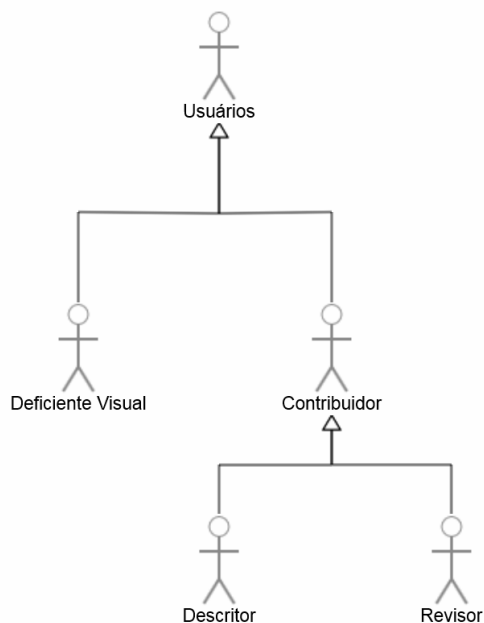 Usuários
Deficiente Visual
Contribuidor
Descritor
Revisor